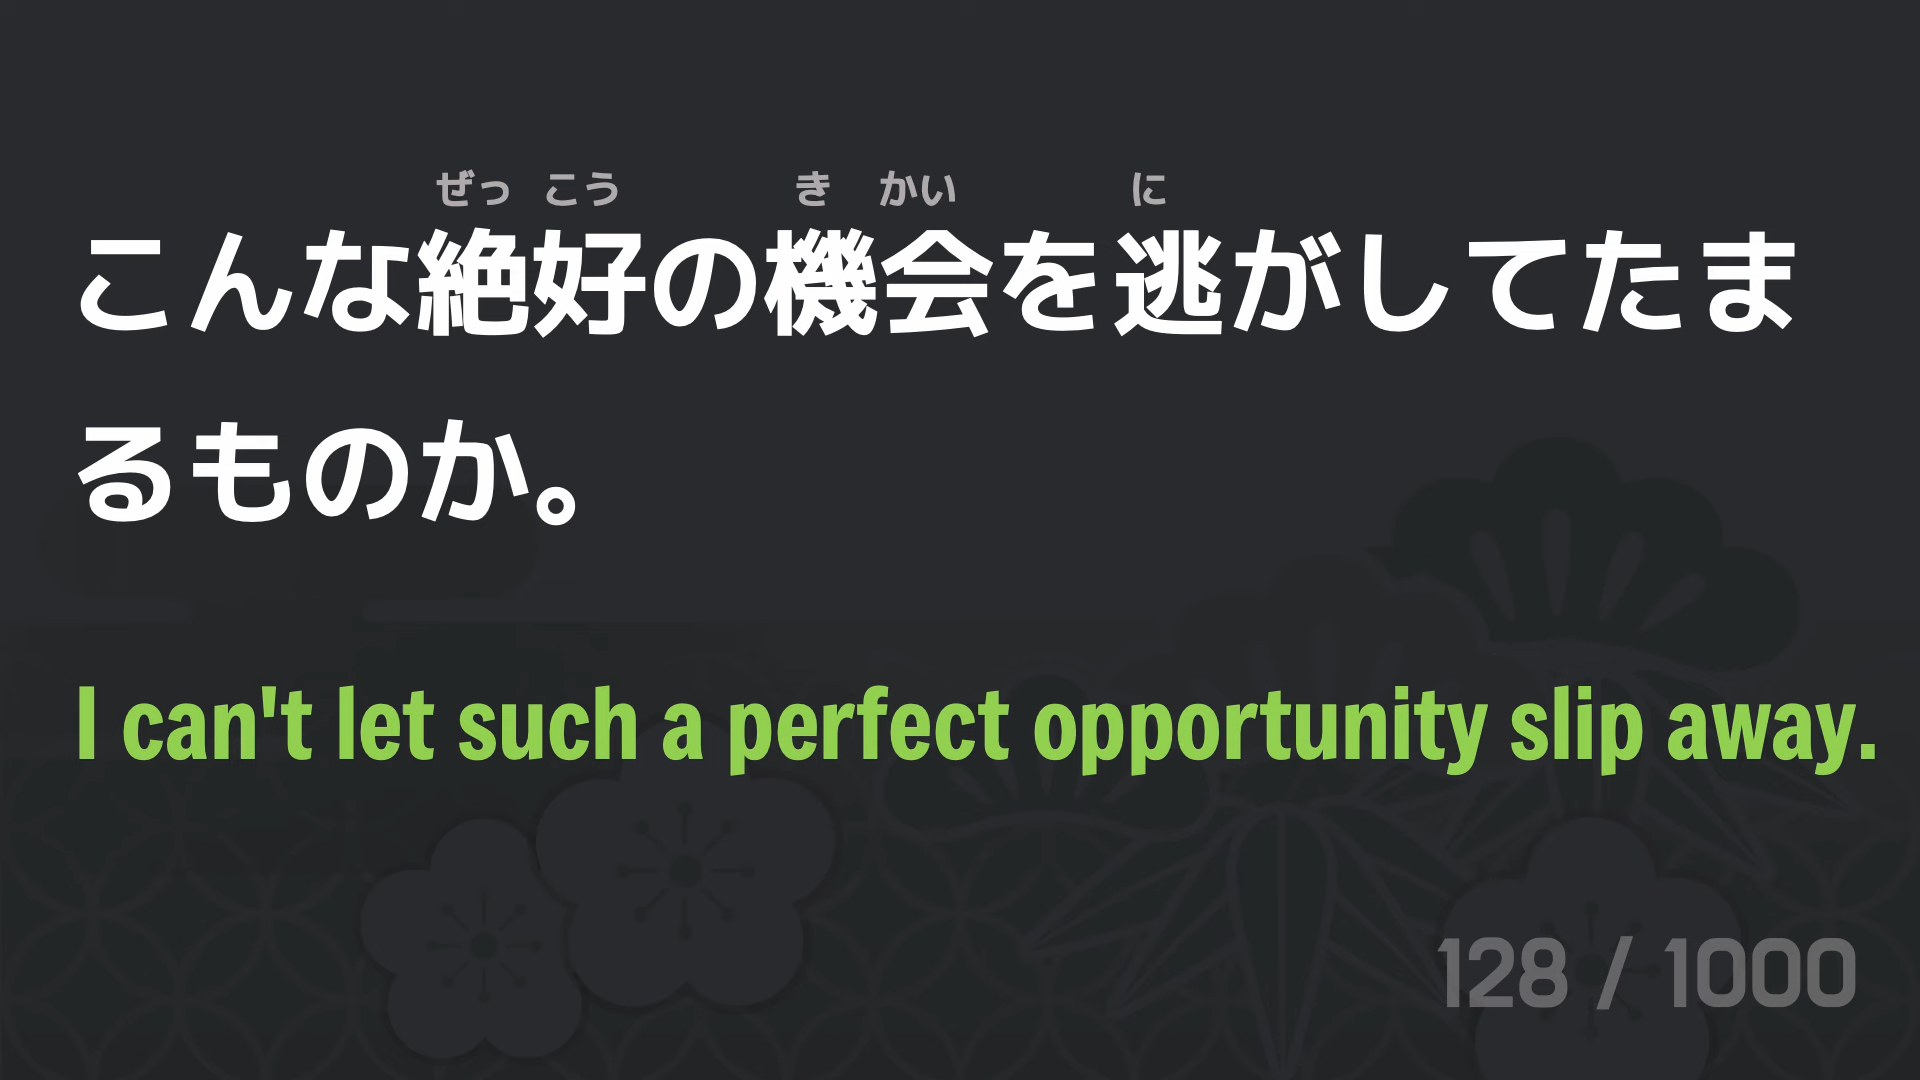 ぜっ こう き かい に
こんな絶好の機会を逃がしてたま
るものか。
I can't let such a perfect opportunity slip away.
128 / 1000